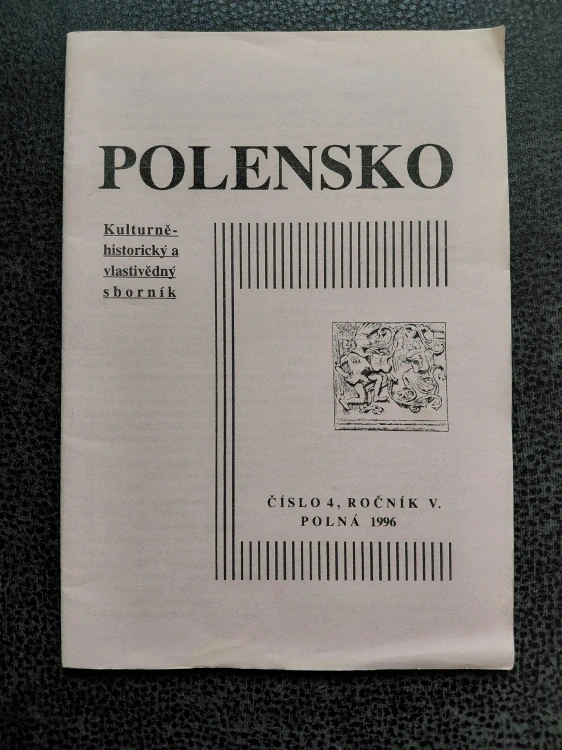 POLENSKO
Kulturně-
historický a
vlastivědný
sborník
ČÍSLO 4, ROČNÍK V.
POLNÁ 1996